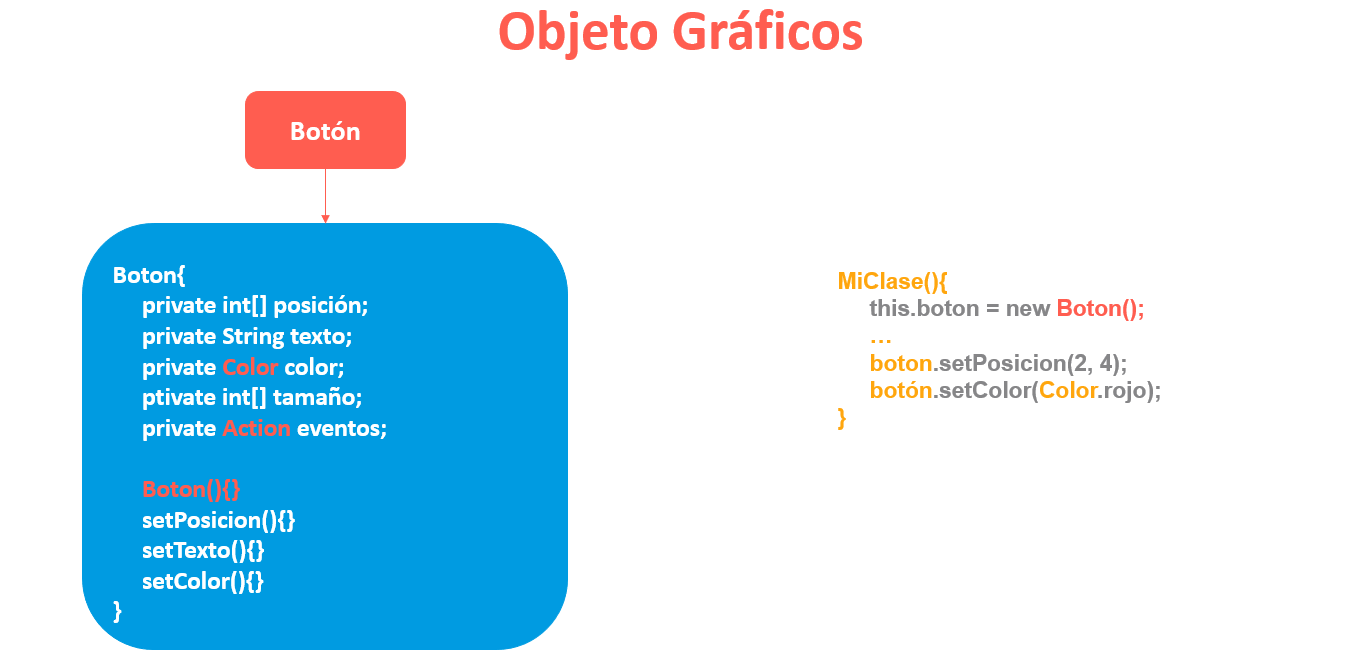 Objeto Gráficos
Botón
Boton{
private int[] posición;
private String texto;
private Color color;
ptivate int[] tamaño;
private Action eventos;
Boton(){}
setPosicion(){}
setTexto(){}
setColor(){}
}
MiClase(){
this.boton = new Boton();
...
boton.setPosicion(2, 4);
botón.setColor(Color.rojo);
}